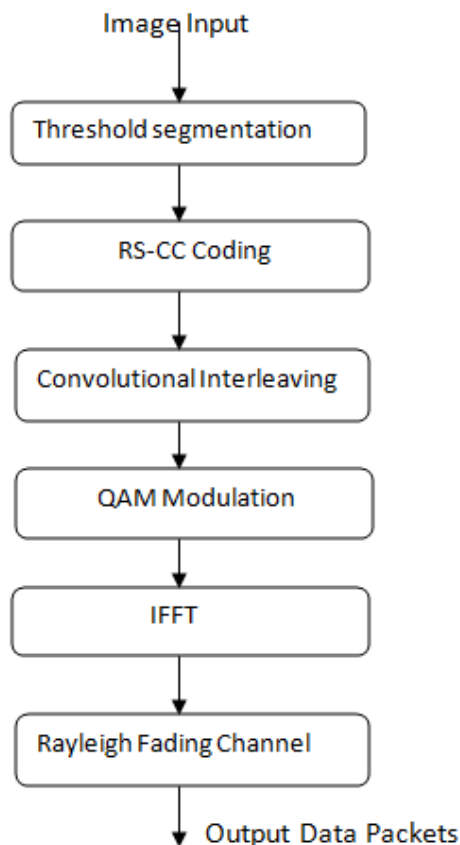 Image Input
Threshold segmentation
RS-CC Coding
Convolutional Interleaving
QAM Modulation
IFFT
Rayleigh Fading Channel
Output Data Packets